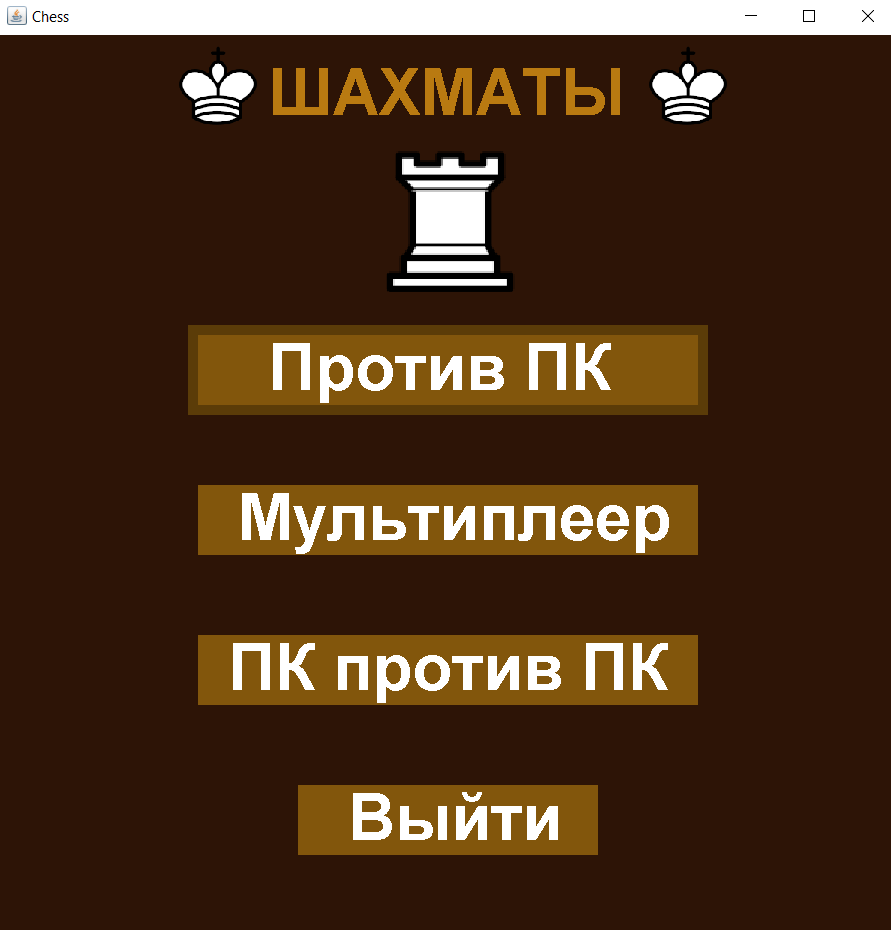 Chess
ШАХМАТЫ
Против ПК
Мультиплеер
ПК против ПК
Выйти